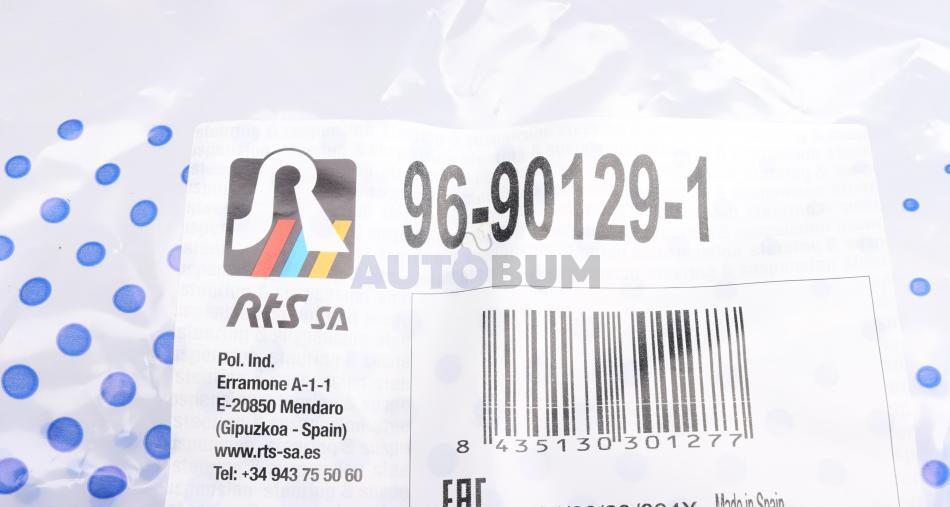 96-90129-1
AUTOBUM
RTS SA
Pol. Ind.
Erramone A-1-1
E-20850 Mendaro
(Gipuzkoa - Spain)
www.rts-sa.es
Tel: +34 943 75 50 60
8 435130 301277
EAC
Made in Spain